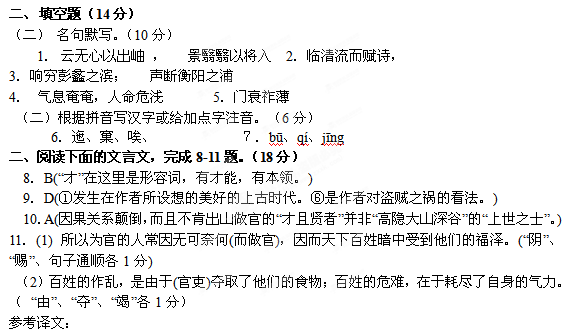 二、 填空题（14分）
（二） 名句默写。（10分）
1． 云无心以出岫 ， 景翳翳以将入 2．临清流而赋诗，
3．响穷彭蠡之滨； 声断衡阳之浦
4． 气息奄奄，人命危浅 5．门衰祚薄
（二）根据拼音写汉字或给加点字注音。（6分）
6．迤、窠、唉、 7．bū、qí、jīng
二、阅读下面的文言文，完成8-11题。（18分）
8．B(“才”在这里是形容词，有才能，有本领。)
9．D(①发生在作者所设想的美好的上古时代。⑥是作者对盗贼之祸的看法。)
10．A(因果关系颠倒，而且不肯出山做官的“才且贤者”并非“高隐大山深谷”的“上世之士”。)
11．(1) 所以为官的人常因无可奈何(而做官)，因而天下百姓暗中受到他们的福泽。(“阴”、
“赐”、句子通顺各1分)
（2）百姓的作乱，是由于(官吏)夺取了他们的食物；百姓的危难，在于耗尽了自身的气力。
（ “由”、“夺”、“竭”各1分）
参考译文：